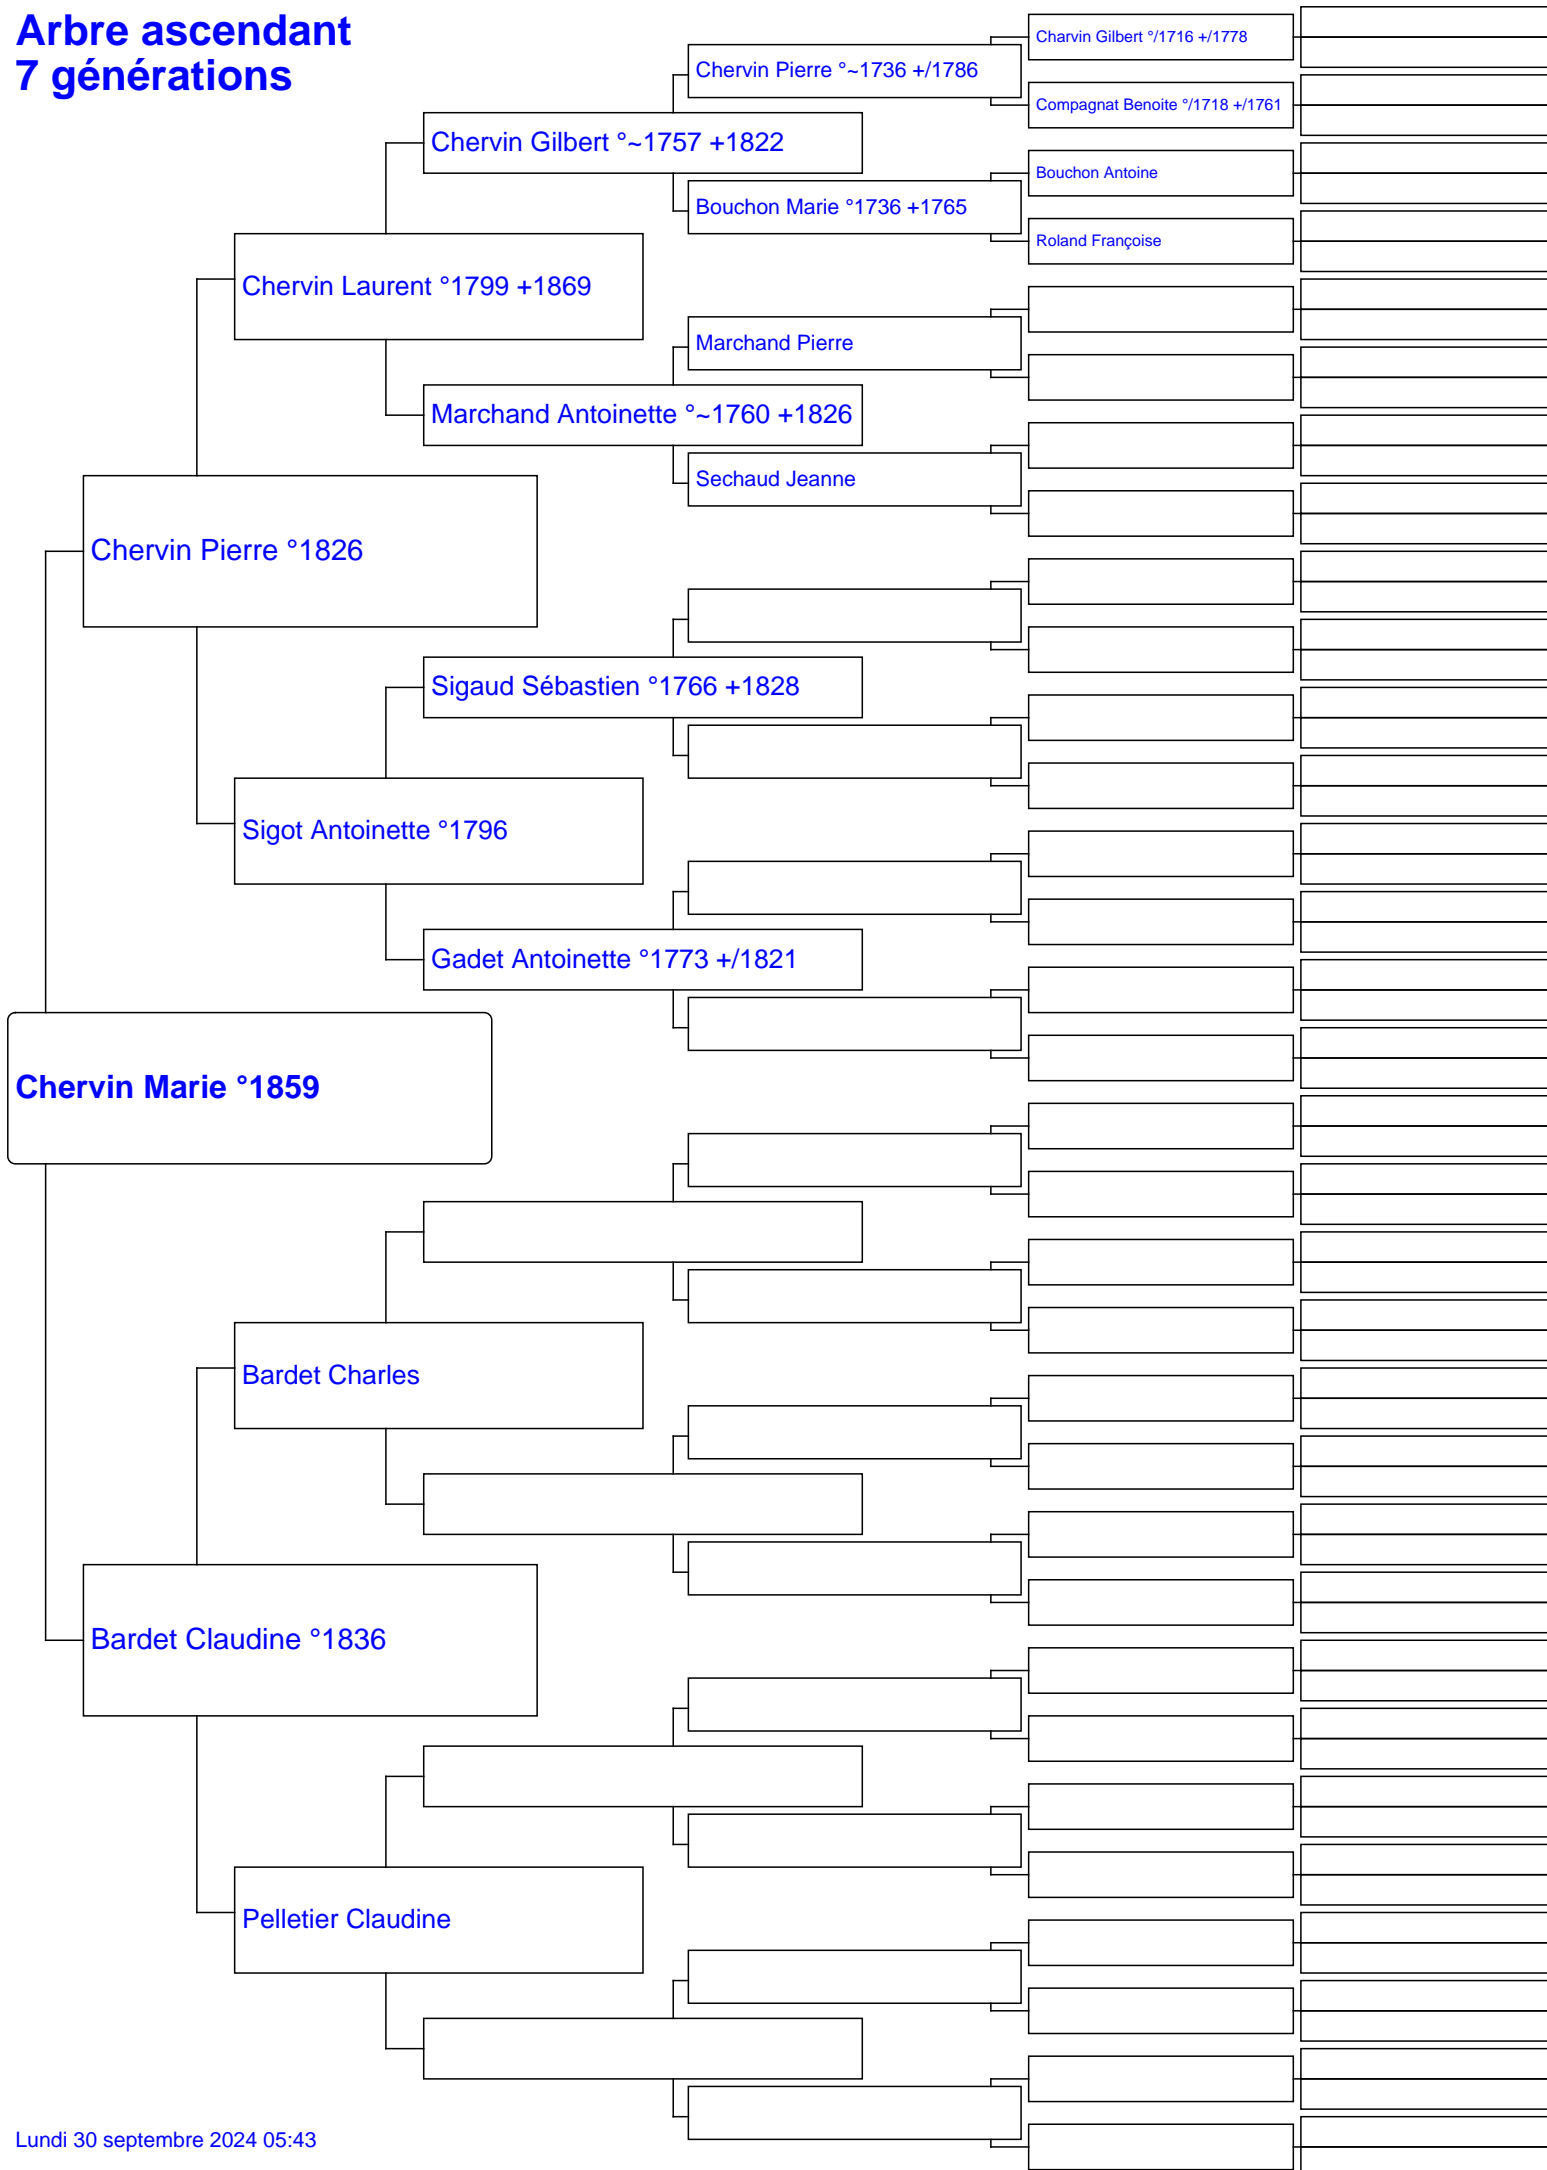 Arbre ascendant
7 générations
Charvin Gilbert °/1716 +/1778
Chervin Pierre °~1736 +/1786
Compagnat Benoite °/1718 +/1761
Chervin Gilbert °~1757 +1822
Bouchon Antoine
Bouchon Marie °1736 +1765
Roland Françoise
Chervin Laurent °1799 +1869
Marchand Pierre
Marchand Antoinette °~1760 +1826
Sechaud Jeanne
Chervin Pierre °1826
Sigaud Sébastien °1766 +1828
Sigot Antoinette °1796
Gadet Antoinette °1773 +/1821
Chervin Marie °1859
Bardet Charles
Bardet Claudine °1836
Pelletier Claudine
Lundi 30 septembre 2024 05:43